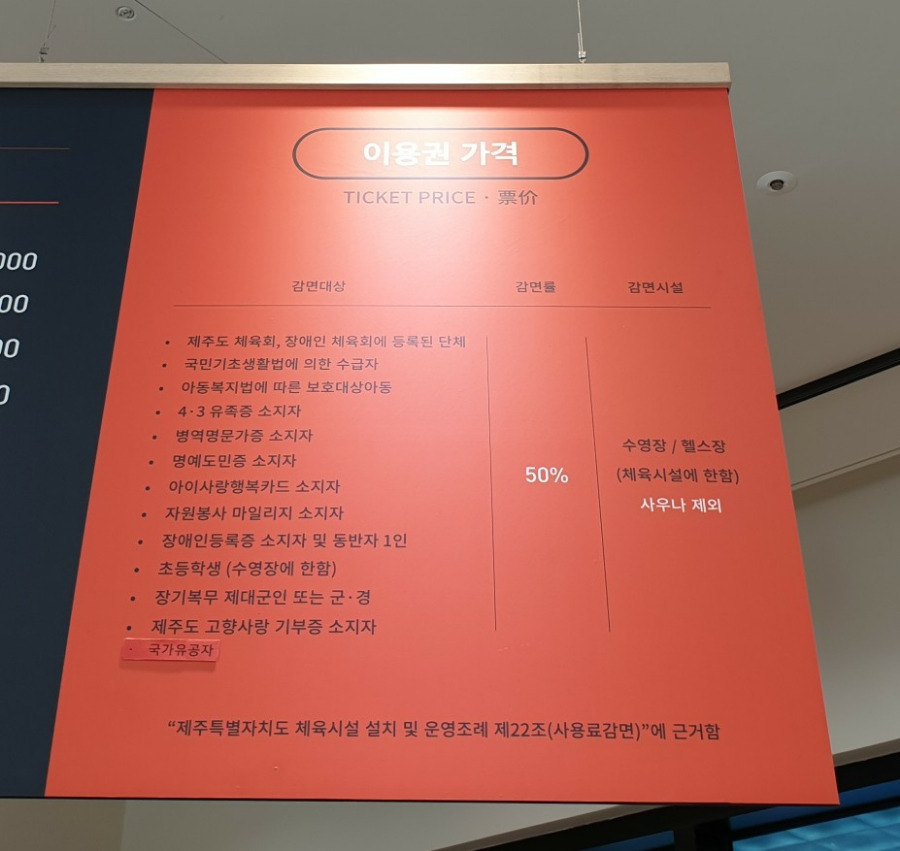 이용권 가격
TICKET PRICE · 票价
감면대상 감면률 감면시설
• 제주도 체육회, 장애인 체육회에 등록된 단체
• 국민기초생활법에 의한 수급자
• 아동복지법에 따른 보호대상아동
• 4·3 유족증 소지자
• 병역명문가증 소지자
• 명예도민증 소지자
• 아이사랑행복카드 소지자
• 자원봉사 마일리지 소지자
• 장애인등록증 소지자 및 동반자 1인
• 초등학생 (수영장에 한함)
• 장기복무 제대군인 또는 군·경
• 제주도 고향사랑 기부증 소지자
· 국가유공자
50%
수영장 / 헬스장
(체육시설에 한함)
사우나 제외
“제주특별자치도 체육시설 설치 및 운영조례 제22조(사용료감면)”에 근거함
000
00
00
0